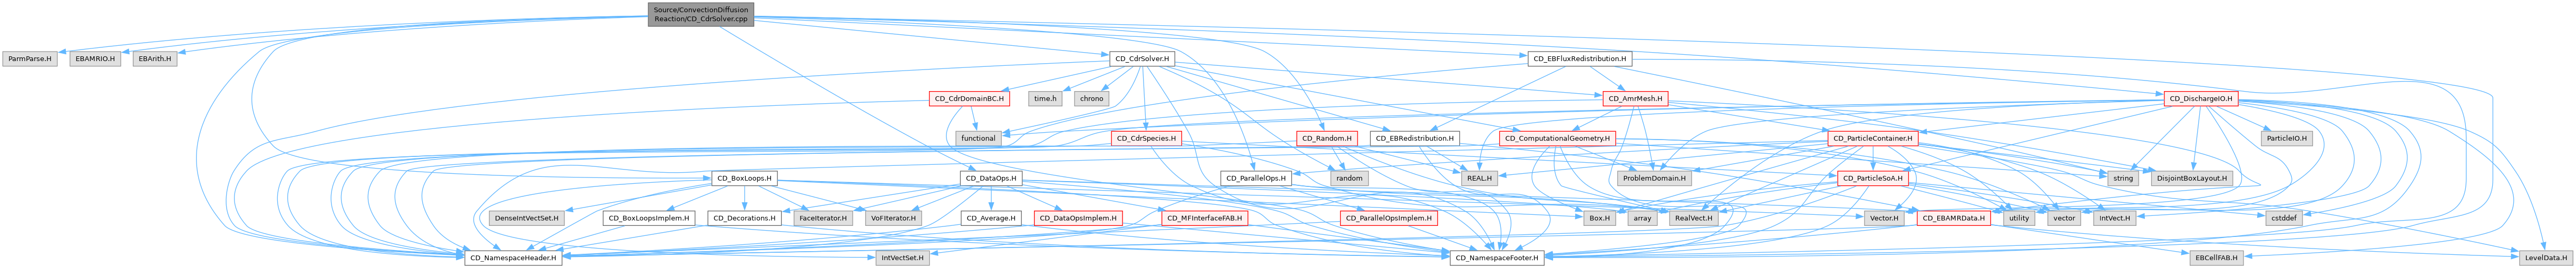 Source/ConvectionDiffusion
Reaction/CD_CdrSolver.cpp
ParmParse.H
EBAMRIO.H
EBArith.H
CD_CdrSolver.H
CD_EBFluxRedistribution.H
CD_CdrDomainBC.H
time.h
chrono
CD_AmrMesh.H
CD_DischargeIO.H
functional
CD_CdrSpecies.H
CD_Random.H
CD_EBRedistribution.H
CD_ComputationalGeometry.H
CD_ParticleContainer.H
ParticleIO.H
CD_BoxLoops.H
CD_DataOps.H
CD_ParallelOps.H
random
REAL.H
ProblemDomain.H
CD_ParticleSoA.H
string
DisjointBoxLayout.H
DenseIntVectSet.H
CD_BoxLoopsImplem.H
CD_Decorations.H
FaceIterator.H
VoFIterator.H
CD_Average.H
CD_DataOpsImplem.H
CD_MFInterfaceFAB.H
CD_ParallelOpsImplem.H
Box.H
array
RealVect.H
Vector.H
CD_EBAMRData.H
utility
vector
IntVect.H
cstddef
CD_NamespaceHeader.H
IntVectSet.H
CD_NamespaceFooter.H
EBCellFAB.H
LevelData.H